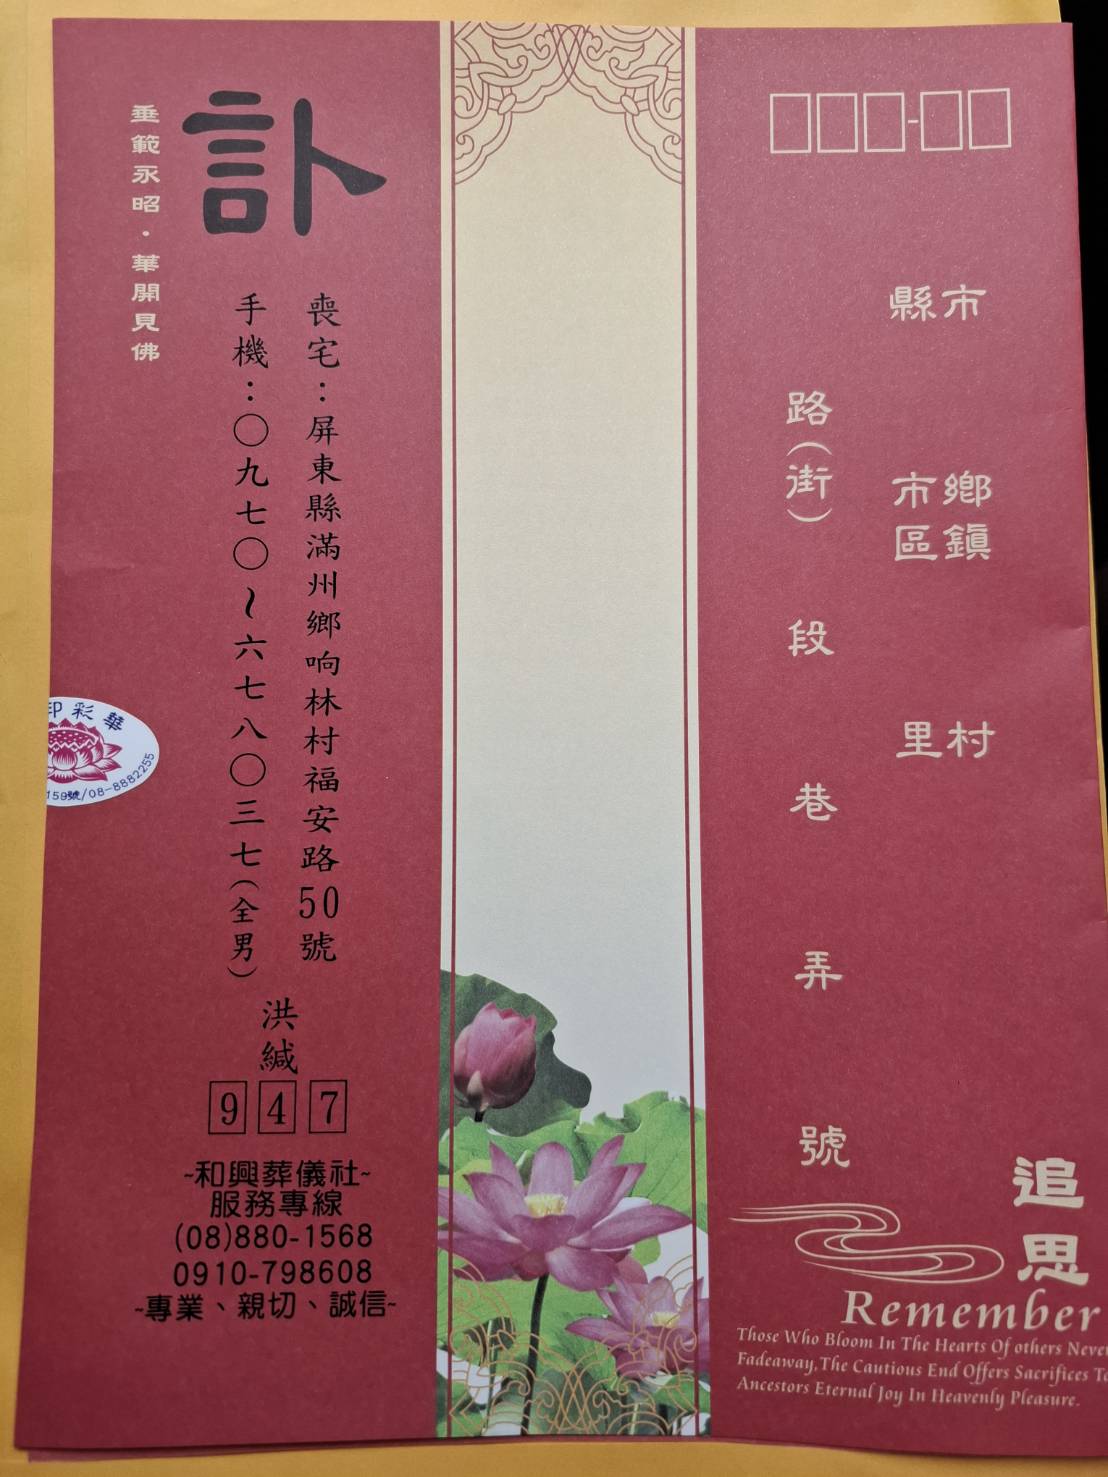 縣市
鄉鎮
市區
村
里
路(街)
段
巷
弄
號
追思
Remember
Those Who Bloom In The Hearts Of others Never
Fadeaway,The Cautious End Offers Sacrifices To
Ancestors Eternal Joy In Heavenly Pleasure.
訃
喪宅:屏東縣滿州鄉响林村福安路50號
手機:〇九七〇~六七八〇三七(全男)
洪緘
947
垂範永昭・華開見佛
~和興葬儀社~
服務專線
(08)880-1568
0910-798608
~專業、親切、誠信~
印彩華
159號/08-8882255